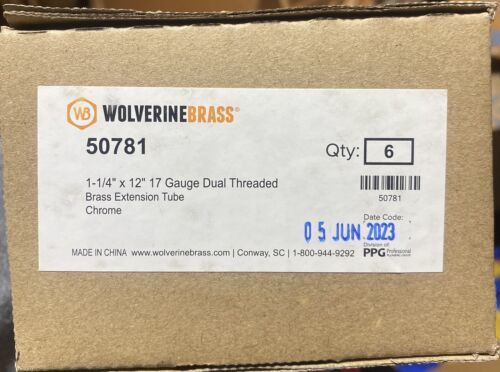 WB WOLVERINEBRASS®
50781
Qty: 6
1-1/4" x 12" 17 Gauge Dual Threaded
Brass Extension Tube
Chrome
50781
Date Code:
05 JUN.2023
MADE IN CHINA www.wolverinebrass.com | Conway, SC | 1-800-944-9292
Division of
PPG Professional
PLUMBING GROUP